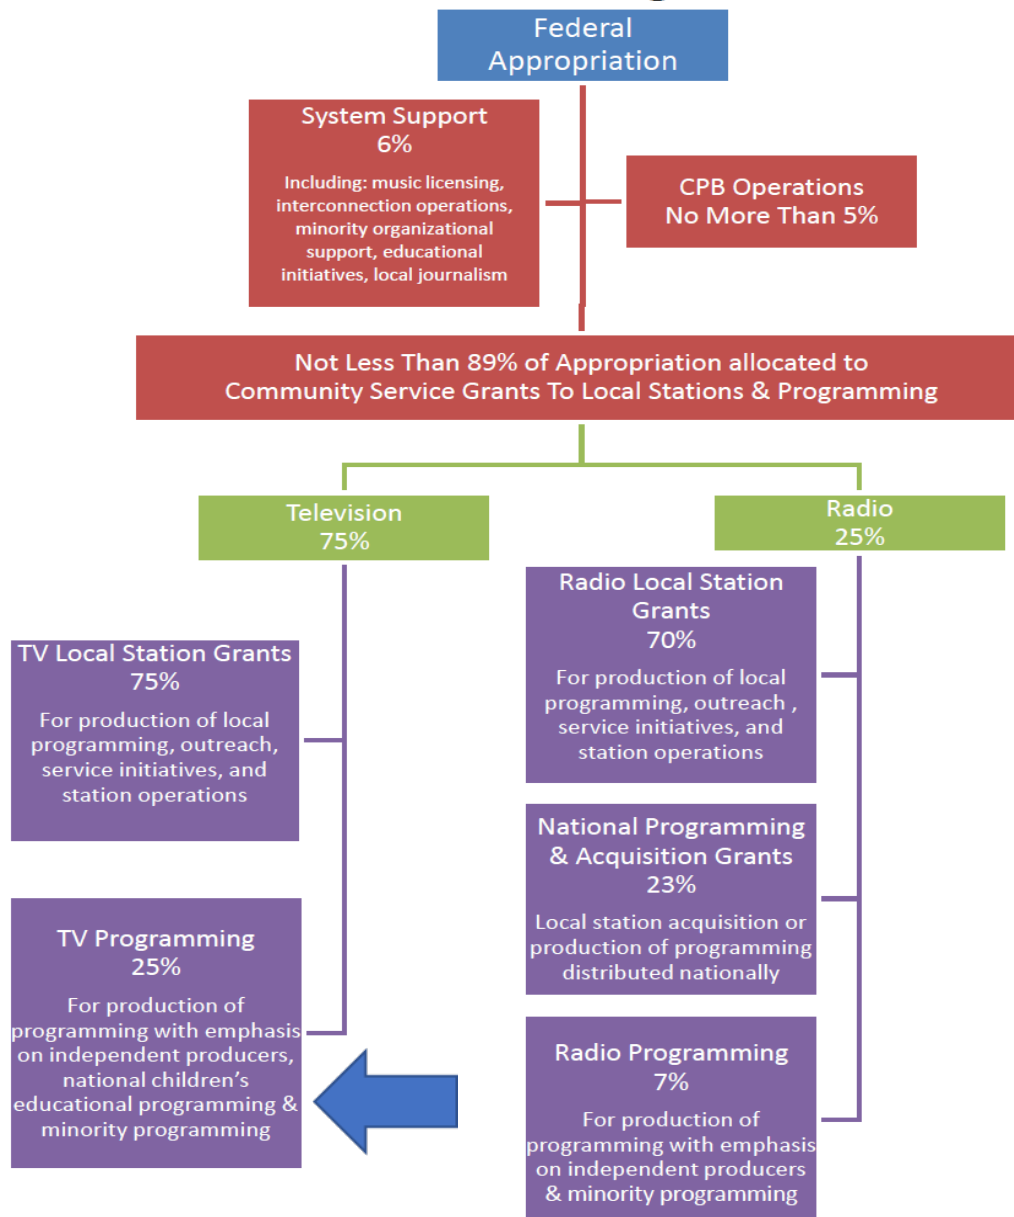 Federal
Appropriation
System Support
6%
Including: music licensing,
interconnection operations,
minority organizational
support, educational
initiatives, local journalism
CPB Operations
No More Than 5%
Not Less Than 89% of Appropriation allocated to
Community Service Grants To Local Stations & Programming
Television
75%
Radio
25%
TV Local Station Grants
75%
For production of local
programming, outreach,
service initiatives, and
station operations
TV Programming
25%
For production of
programming with emphasis
on independent producers,
national children’s
educational programming &
minority programming
Radio Local Station
Grants
70%
For production of local
programming, outreach ,
service initiatives, and
station operations
National Programming
& Acquisition Grants
23%
Local station acquisition or
production of programming
distributed nationally
Radio Programming
7%
For production of
programming with emphasis
on independent producers
& minority programming